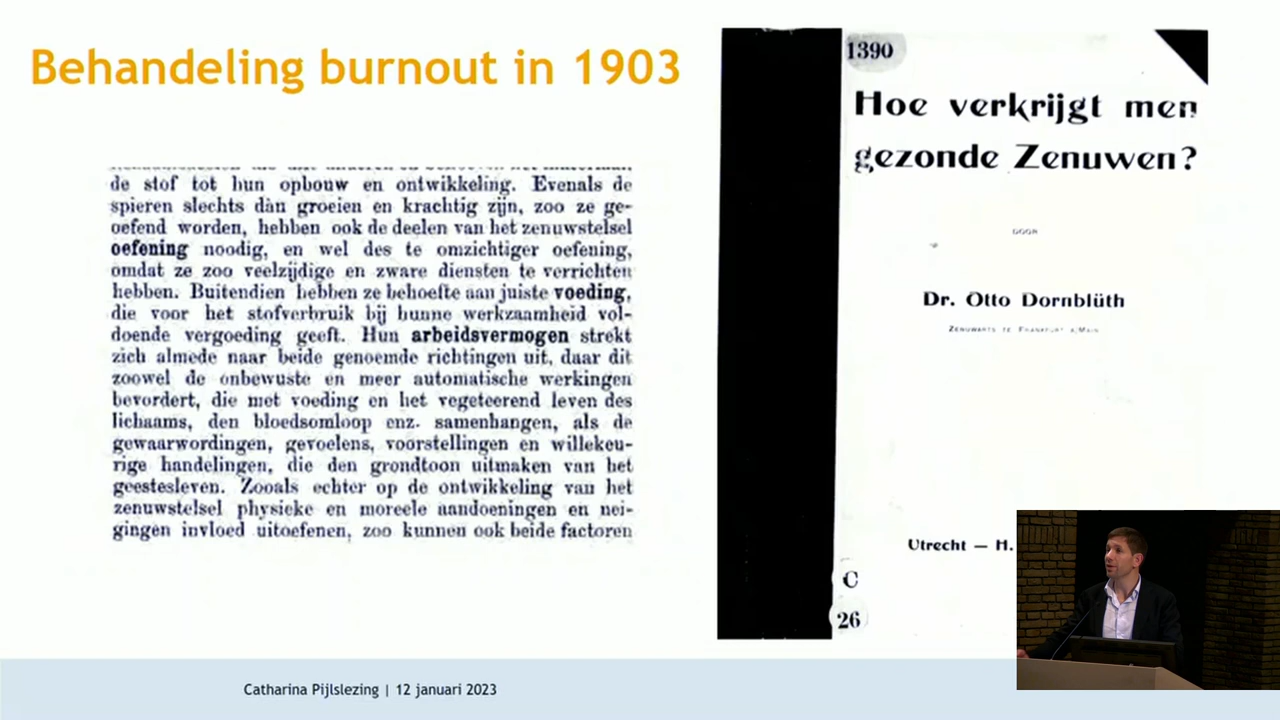 Behandeling burnout in 1903
de stof tot hun opbouw en ontwikkeling. Evenals de
spieren slechts dàn groeien en krachtig zijn, zoo ze ge-
oefend worden, hebben ook de deelen van het zenuwstelsel
oefening noodig, en wel des te omzichtiger oefening,
omdat ze zoo veelzijdige en zware diensten te verrichten
hebben. Buitendien hebben ze behoefte aan juiste voeding,
die voor het stofverbruik bij hunne werkzaamheid vol-
doende vergoeding geeft. Hun arbeidsvermogen strekt
zich almede naar beide genoemde richtingen uit, daar dit
zoowel de onbewuste en meer automatische werkingen
bevordert, die met voeding en het vegeteerend leven des
lichaams, den bloedsomloop enz. samenhangen, als de
gewaarwordingen, gevoelens, voorstellingen en willekeu-
rige handelingen, die den grondtoon uitmaken van het
geestesleven. Zooals echter op de ontwikkeling van het
zenuwstelsel physieke en moreele aandoeningen en nei-
gingen invloed uitoefenen, zoo kunnen ook beide factoren
1390
Hoe verkrijgt men
gezonde Zenuwen?
DOOR
Dr. Otto Dornblüth
Zenuwarts te Frankfurt a/Main
Utrecht — H.
C
26
Catharina Pijlslezing | 12 januari 2023